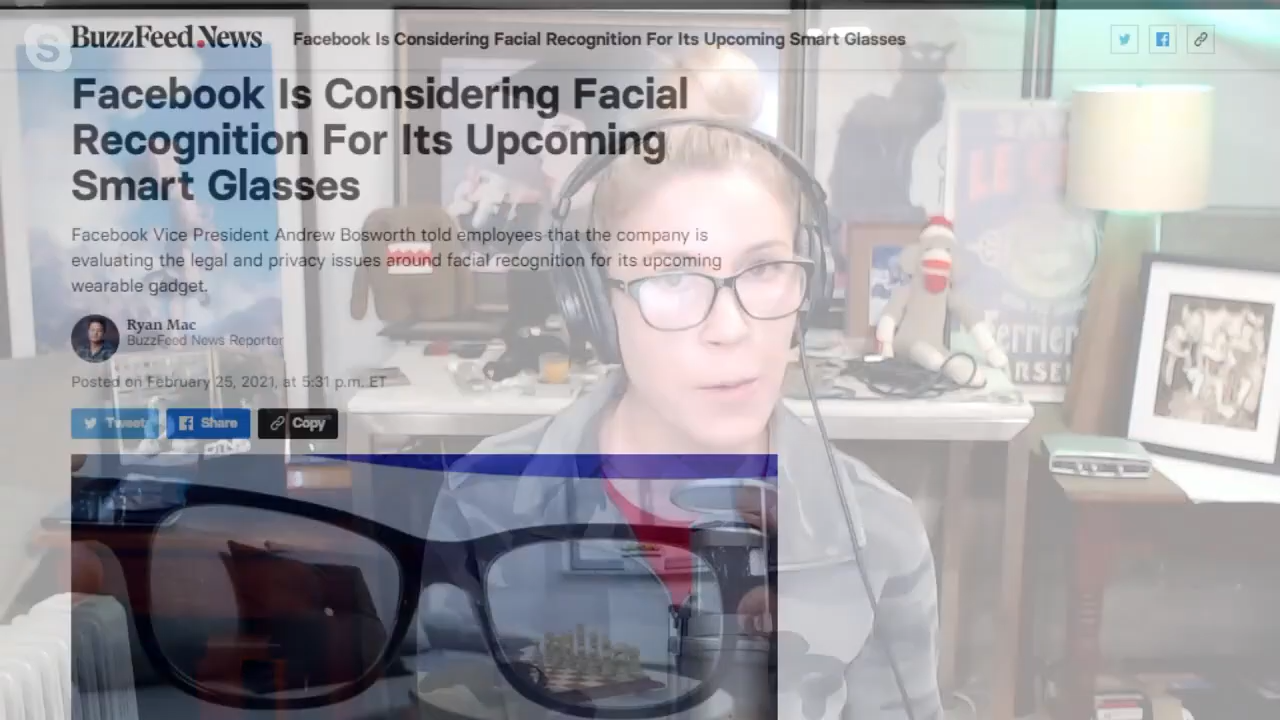 BuzzFeed News Facebook Is Considering Facial Recognition For Its Upcoming Smart Glasses
Facebook Is Considering Facial
Recognition For Its Upcoming
Smart Glasses
Facebook Vice President Andrew Bosworth told employees that the company is
evaluating the legal and privacy issues around facial recognition for its upcoming
wearable gadget.
Ryan Mac
BuzzFeed News Reporter
Posted on February 25, 2021, at 5:31 p.m. ET
Tweet Share Copy